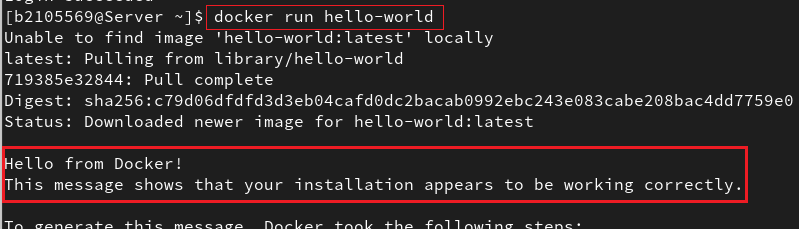 [b2105569@Server ~]$ docker run hello-world
Unable to find image 'hello-world:latest' locally
latest: Pulling from library/hello-world
719385e32844: Pull complete
Digest: sha256:c79d06dfdfd3d3eb04cafd0dc2bacab0992ebc243e083cabe208bac4dd7759e0
Status: Downloaded newer image for hello-world:latest
Hello from Docker!
This message shows that your installation appears to be working correctly.
To generate this message, Docker took the following steps: